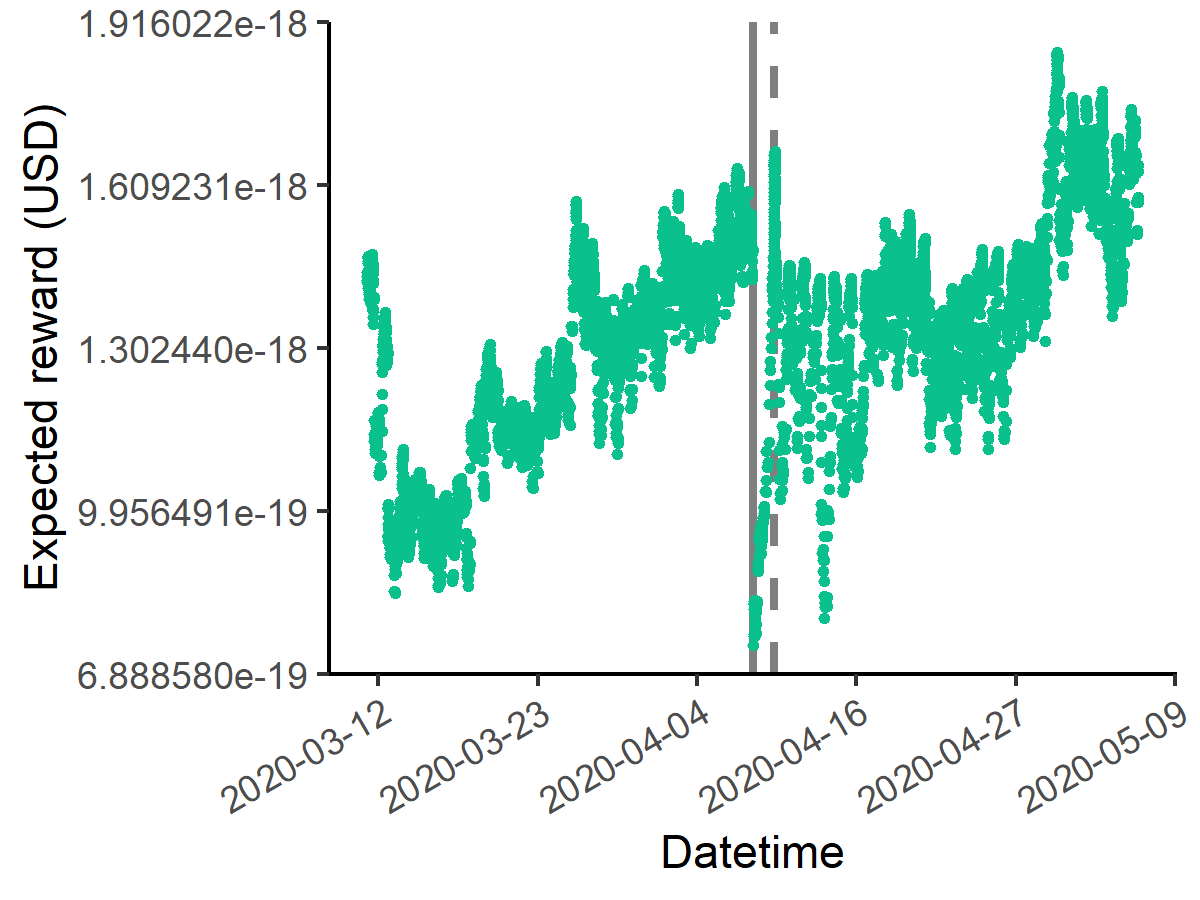 Expected reward (USD)
1.916022e-18
1.609231e-18
1.302440e-18
9.956491e-19
6.888580e-19
2020-03-12
2020-03-23
2020-04-04
2020-04-16
2020-04-27
2020-05-09
Datetime